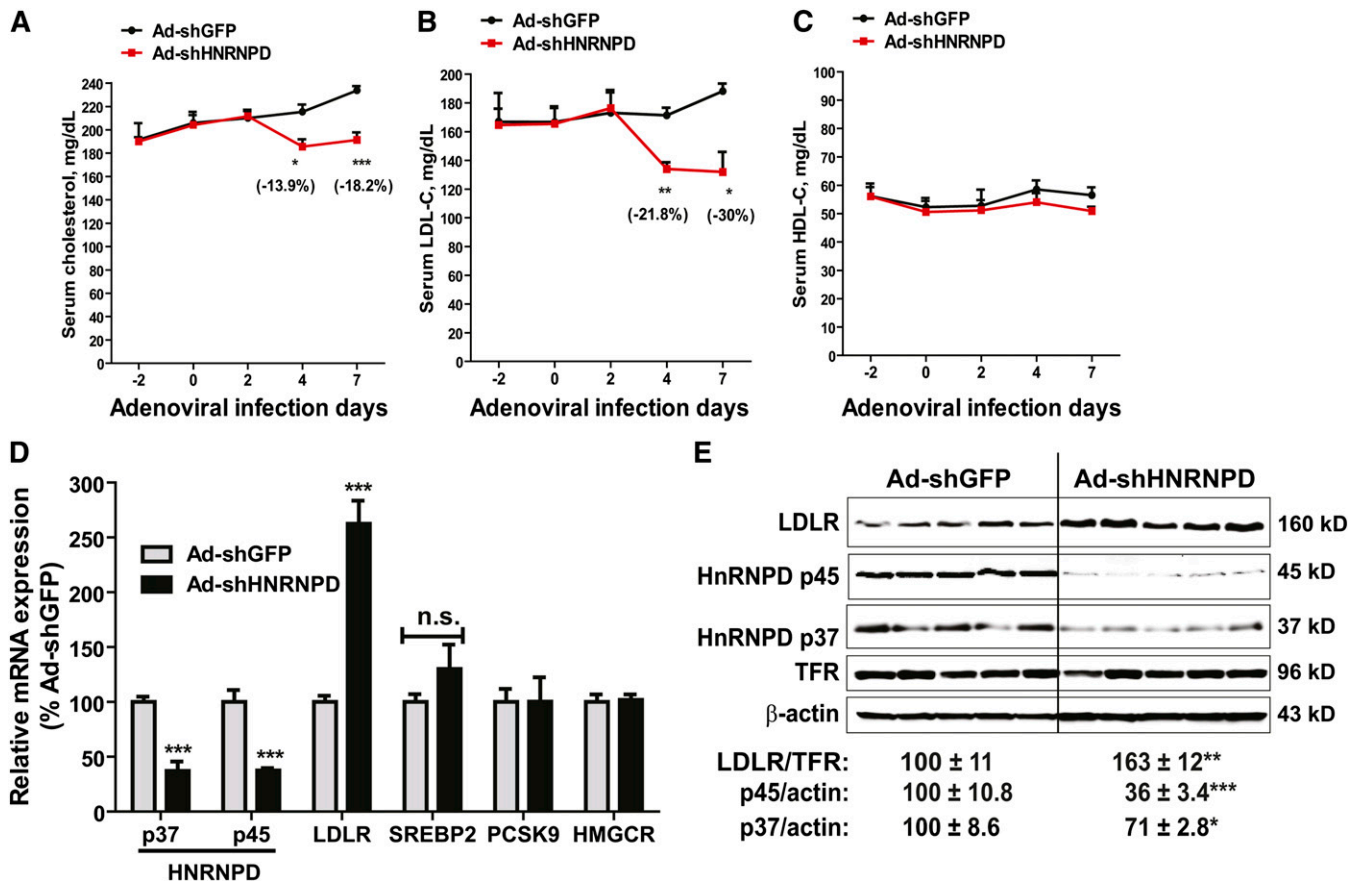 A
Ad-shGFP
Ad-shHNRNPD
Serum cholesterol, mg/dL
240
220
200
180
160
140
120
100
80
60
40
20
0
*
(-13.9%)
***
(-18.2%)
-2 0 2 4 7
Adenoviral infection days
B
Ad-shGFP
Ad-shHNRNPD
Serum LDL-C, mg/dL
200
180
160
140
120
100
80
60
40
20
0
**
(-21.8%)
*
(-30%)
-2 0 2 4 7
Adenoviral infection days
C
Ad-shGFP
Ad-shHNRNPD
Serum HDL-C, mg/dL
100
90
80
70
60
50
40
30
20
10
0
-2 0 2 4 7
Adenoviral infection days
D
Relative mRNA expression
(% Ad-shGFP)
300
250
200
150
100
50
0
Ad-shGFP
Ad-shHNRNPD
***
***
***
n.s.
p37 p45 LDLR SREBP2 PCSK9 HMGCR
HNRNPD
E
Ad-shGFP Ad-shHNRNPD
LDLR 160 kD
HnRNPD p45 45 kD
HnRNPD p37 37 kD
TFR 96 kD
β-actin 43 kD
LDLR/TFR: 100 ± 11 163 ± 12**
p45/actin: 100 ± 10.8 36 ± 3.4***
p37/actin: 100 ± 8.6 71 ± 2.8*